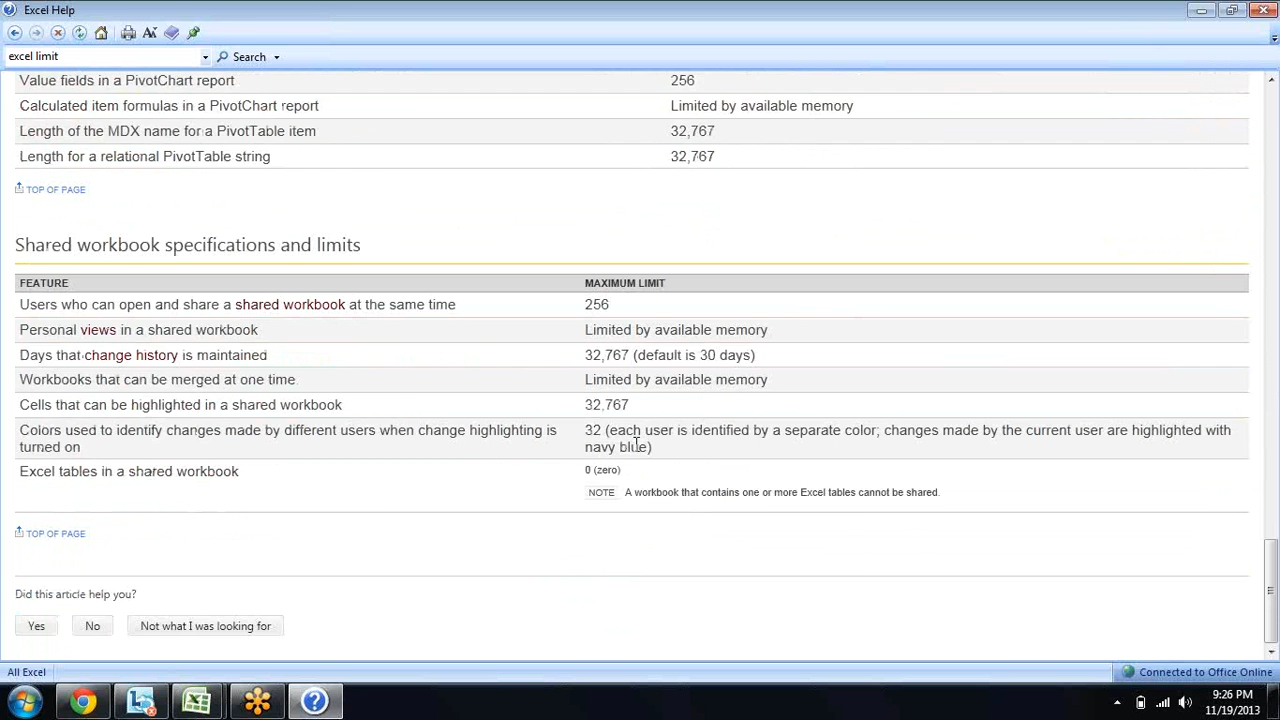 Excel Help
excel limit
Search
Value fields in a PivotChart report 256
Calculated item formulas in a PivotChart report Limited by available memory
Length of the MDX name for a PivotTable item 32,767
Length for a relational PivotTable string 32,767
TOP OF PAGE
Shared workbook specifications and limits
FEATURE MAXIMUM LIMIT
Users who can open and share a shared workbook at the same time 256
Personal views in a shared workbook Limited by available memory
Days that change history is maintained 32,767 (default is 30 days)
Workbooks that can be merged at one time Limited by available memory
Cells that can be highlighted in a shared workbook 32,767
Colors used to identify changes made by different users when change highlighting is
turned on
32 (each user is identified by a separate color; changes made by the current user are highlighted with
navy blue)
Excel tables in a shared workbook 0 (zero)
NOTE A workbook that contains one or more Excel tables cannot be shared.
TOP OF PAGE
Did this article help you?
Yes No Not what I was looking for
All Excel Connected to Office Online
9:26 PM
11/19/2013